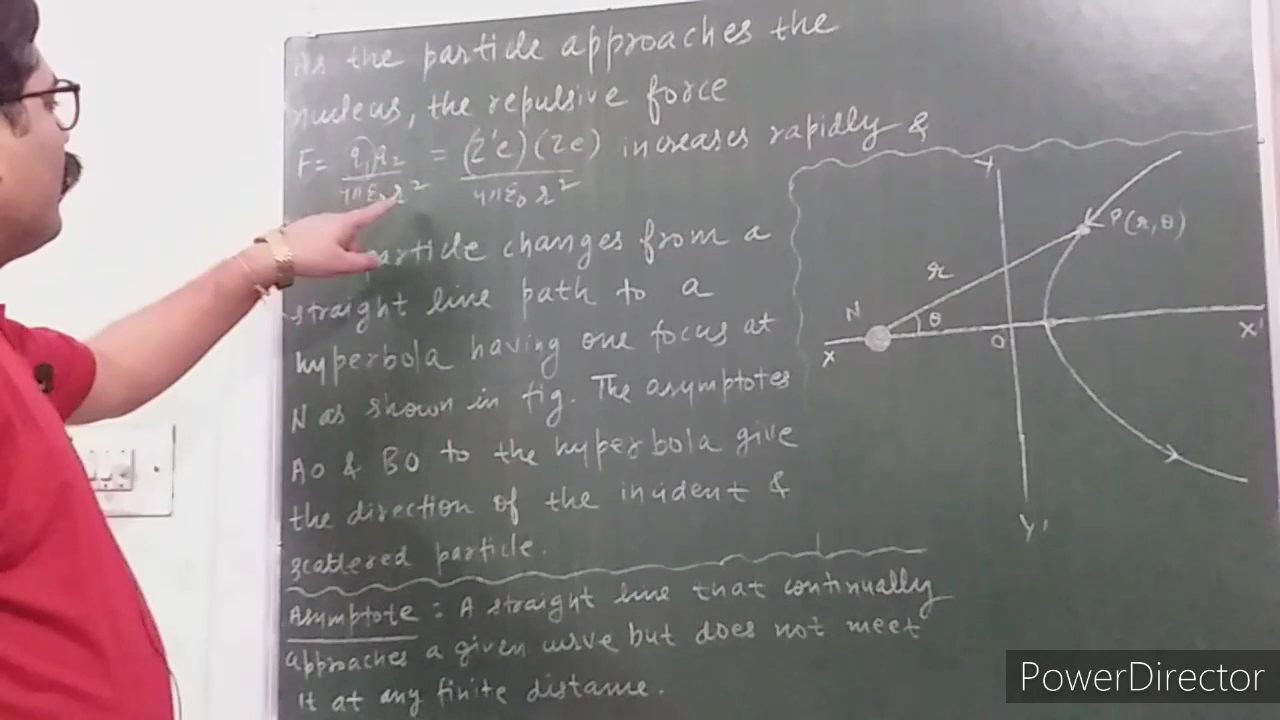 As the particle approaches the
nucleus, the repulsive force
F = q₁q₂/4πε₀r² = (Z'e)(Ze)/4πε₀r² increases rapidly &
particle changes from a
straight line path to a
hyperbola having one focus at
N as shown in fig. The asymptotes
AO & BO to the hyperbola give
the direction of the incident &
scattered particle.
Asymptote : A straight line that continually
approaches a given curve but does not meet
it at any finite distance.
Y
P(r, θ)
r
N
θ
X
O
X'
Y'
PowerDirector